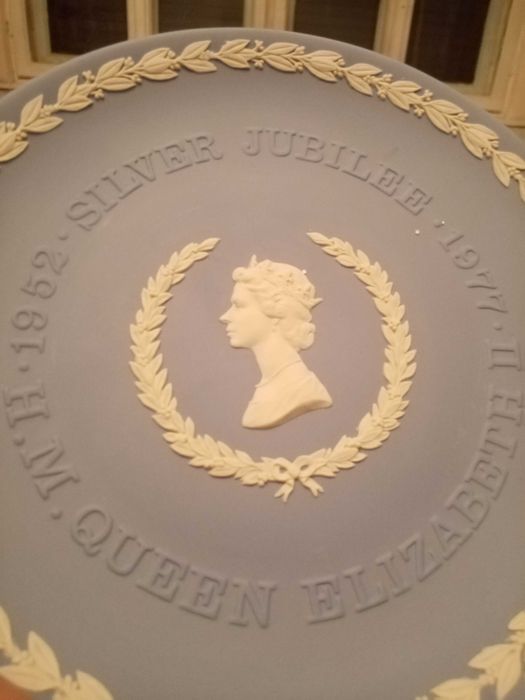 H.M. QUEEN ELIZABETH II
· 1952 · SILVER JUBILEE · 1977 ·